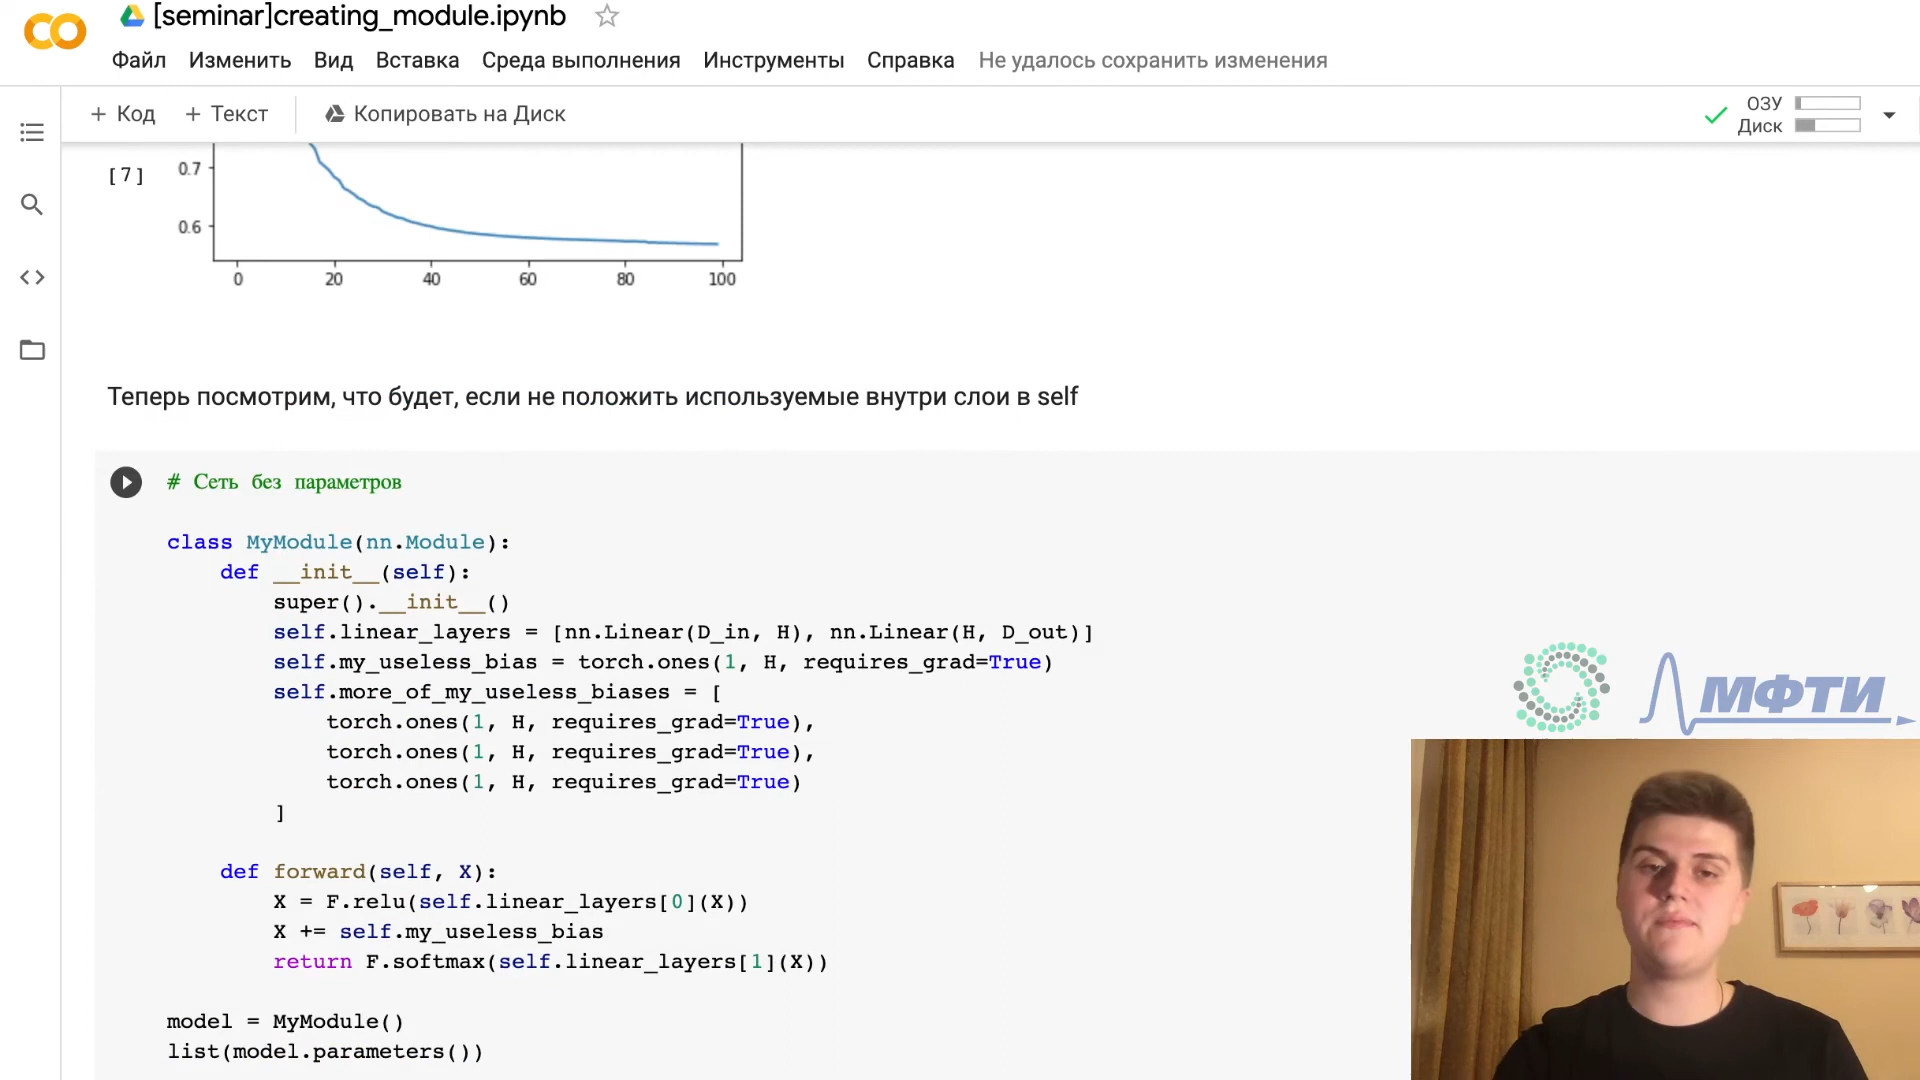 [seminar]creating_module.ipynb
Файл Изменить Вид Вставка Среда выполнения Инструменты Справка Не удалось сохранить изменения
+ Код + Текст Копировать на Диск
ОЗУ
Диск
[7]
0.7
0.6
0 20 40 60 80 100
Теперь посмотрим, что будет, если не положить используемые внутри слои в self
# Сеть без параметров
class MyModule(nn.Module):
    def __init__(self):
        super().__init__()
        self.linear_layers = [nn.Linear(D_in, H), nn.Linear(H, D_out)]
        self.my_useless_bias = torch.ones(1, H, requires_grad=True)
        self.more_of_my_useless_biases = [
            torch.ones(1, H, requires_grad=True),
            torch.ones(1, H, requires_grad=True),
            torch.ones(1, H, requires_grad=True)
        ]
    def forward(self, X):
        X = F.relu(self.linear_layers[0](X))
        X += self.my_useless_bias
        return F.softmax(self.linear_layers[1](X))
model = MyModule()
list(model.parameters())
МФТИ